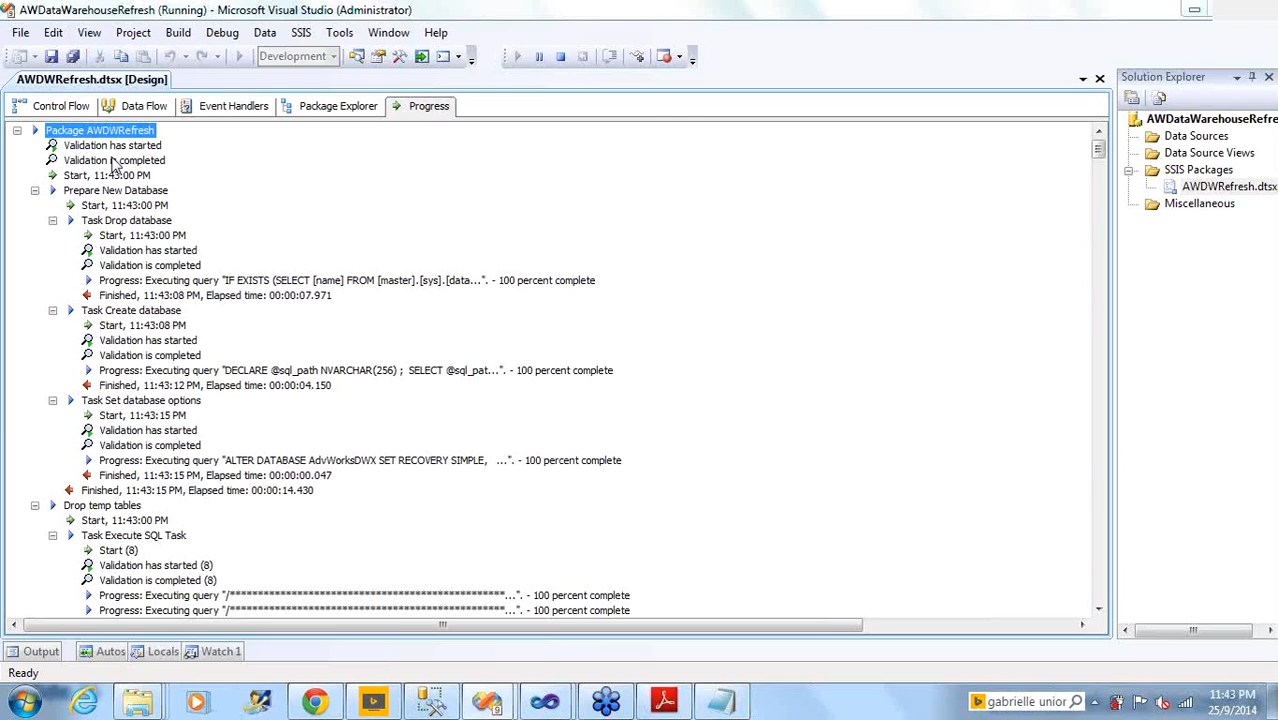 AWDataWarehouseRefresh (Running) - Microsoft Visual Studio (Administrator)
File Edit View Project Build Debug Data SSIS Tools Window Help
Development
AWDWRefresh.dtsx [Design]
Solution Explorer
Control Flow Data Flow Event Handlers Package Explorer Progress
AWDataWarehouseRefre
Data Sources
Data Source Views
SSIS Packages
AWDWRefresh.dtsx
Miscellaneous
Package AWDWRefresh
Validation has started
Validation is completed
Start, 11:43:00 PM
Prepare New Database
Start, 11:43:00 PM
Task Drop database
Start, 11:43:00 PM
Validation has started
Validation is completed
Progress: Executing query "IF EXISTS (SELECT [name] FROM [master].[sys].[data...". - 100 percent complete
Finished, 11:43:08 PM, Elapsed time: 00:00:07.971
Task Create database
Start, 11:43:08 PM
Validation has started
Validation is completed
Progress: Executing query "DECLARE @sql_path NVARCHAR(256) ; SELECT @sql_pat...". - 100 percent complete
Finished, 11:43:12 PM, Elapsed time: 00:00:04.150
Task Set database options
Start, 11:43:15 PM
Validation has started
Validation is completed
Progress: Executing query "ALTER DATABASE AdvWorksDWX SET RECOVERY SIMPLE, ...". - 100 percent complete
Finished, 11:43:15 PM, Elapsed time: 00:00:00.047
Finished, 11:43:15 PM, Elapsed time: 00:00:14.430
Drop temp tables
Start, 11:43:00 PM
Task Execute SQL Task
Start (8)
Validation has started (8)
Validation is completed (8)
Progress: Executing query "/**************************************************...". - 100 percent complete
Progress: Executing query "/**************************************************...". - 100 percent complete
Output Autos Locals Watch 1
Ready
gabrielle unior
11:43 PM
25/9/2014